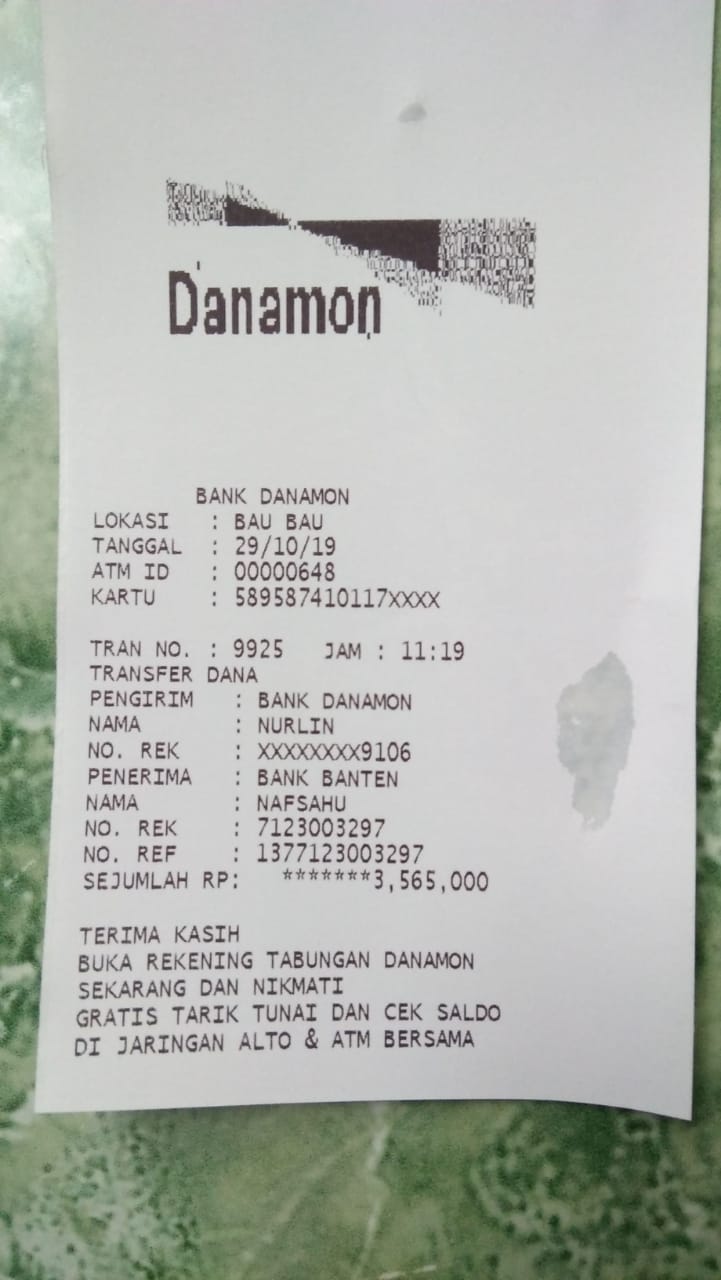 Danamon
BANK DANAMON
LOKASI : BAU BAU
TANGGAL : 29/10/19
ATM ID : 00000648
KARTU : 589587410117XXXX
TRAN NO. : 9925 JAM : 11:19
TRANSFER DANA
PENGIRIM : BANK DANAMON
NAMA : NURLIN
NO. REK : XXXXXXXX9106
PENERIMA : BANK BANTEN
NAMA : NAFSAHU
NO. REK : 7123003297
NO. REF : 1377123003297
SEJUMLAH RP: *******3,565,000
TERIMA KASIH
BUKA REKENING TABUNGAN DANAMON
SEKARANG DAN NIKMATI
GRATIS TARIK TUNAI DAN CEK SALDO
DI JARINGAN ALTO & ATM BERSAMA